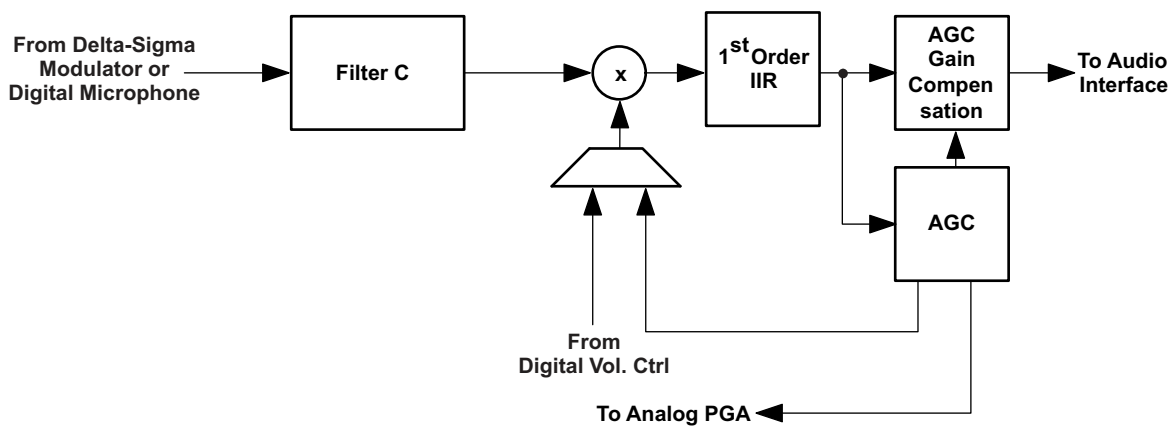 From Delta-Sigma
Modulator or
Digital Microphone
Filter C
x
1st Order
IIR
AGC
Gain
Compen
sation
To Audio
Interface
AGC
From
Digital Vol. Ctrl
To Analog PGA